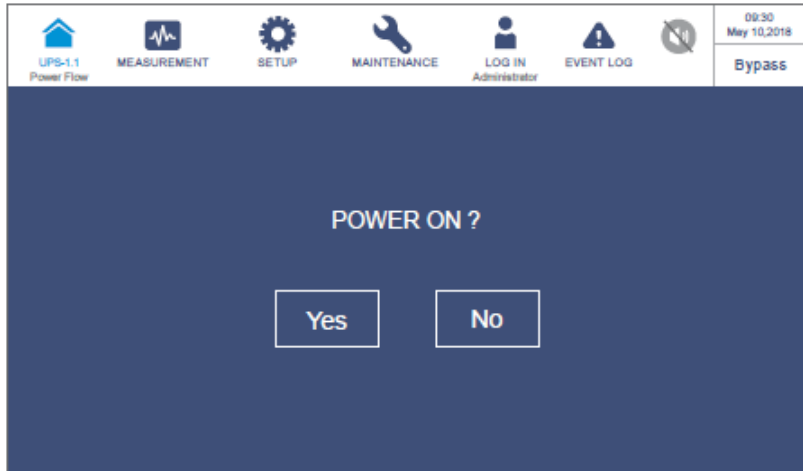 UPS-1.1
Power Flow
MEASUREMENT
SETUP
MAINTENANCE
LOG IN
Administrator
EVENT LOG
09:30
May 10,2018
Bypass
POWER ON ?
Yes
No